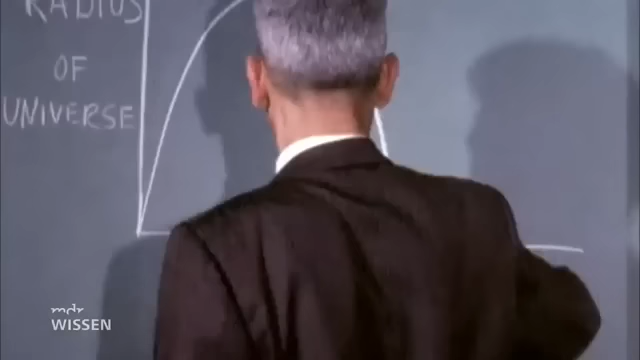 RADIUS
OF
UNIVERSE
mdr
WISSEN